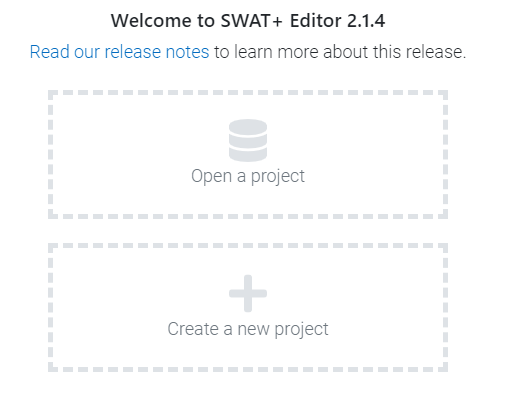 Welcome to SWAT+ Editor 2.1.4
Read our release notes to learn more about this release.
Open a project
Create a new project